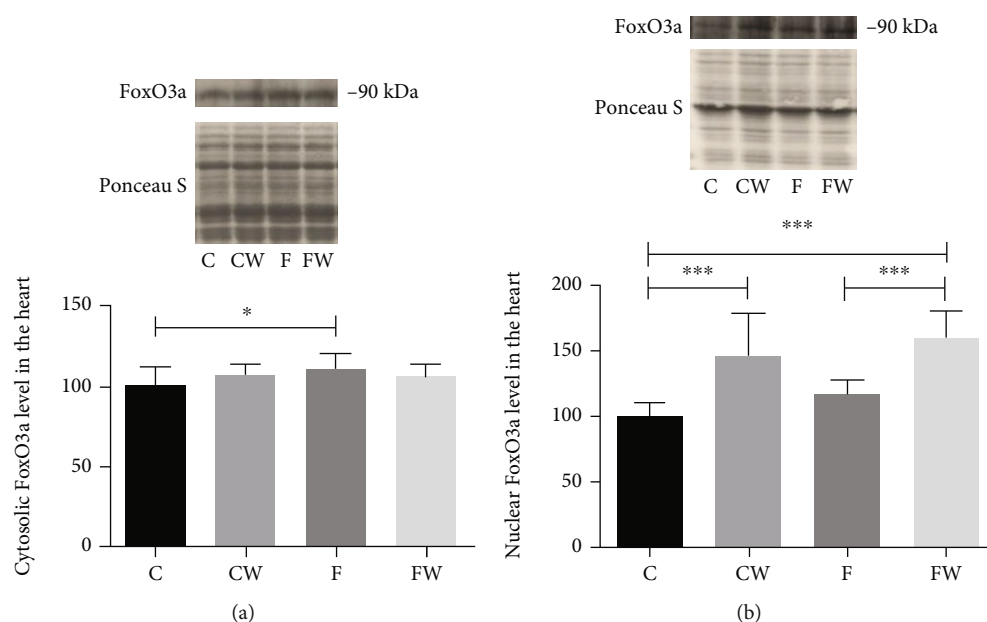 FoxO3a
–90 kDa
Ponceau S
C CW F FW
Cytosolic FoxO3a level in the heart
150
100
50
0
*
C CW F FW
(a)
FoxO3a
–90 kDa
Ponceau S
C CW F FW
Nuclear FoxO3a level in the heart
200
150
100
50
0
***
*** ***
C CW F FW
(b)